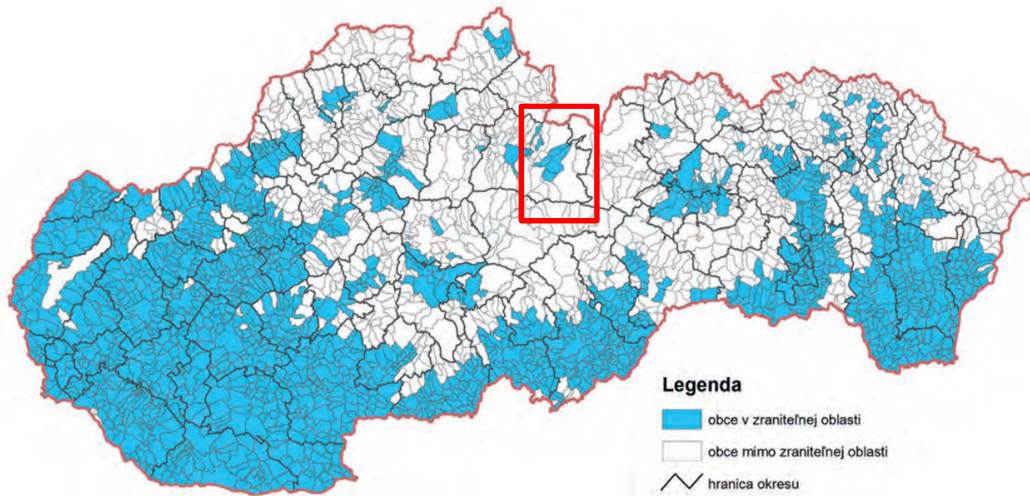 Legenda
obce v zraniteľnej oblasti
obce mimo zraniteľnej oblasti
hranica okresu